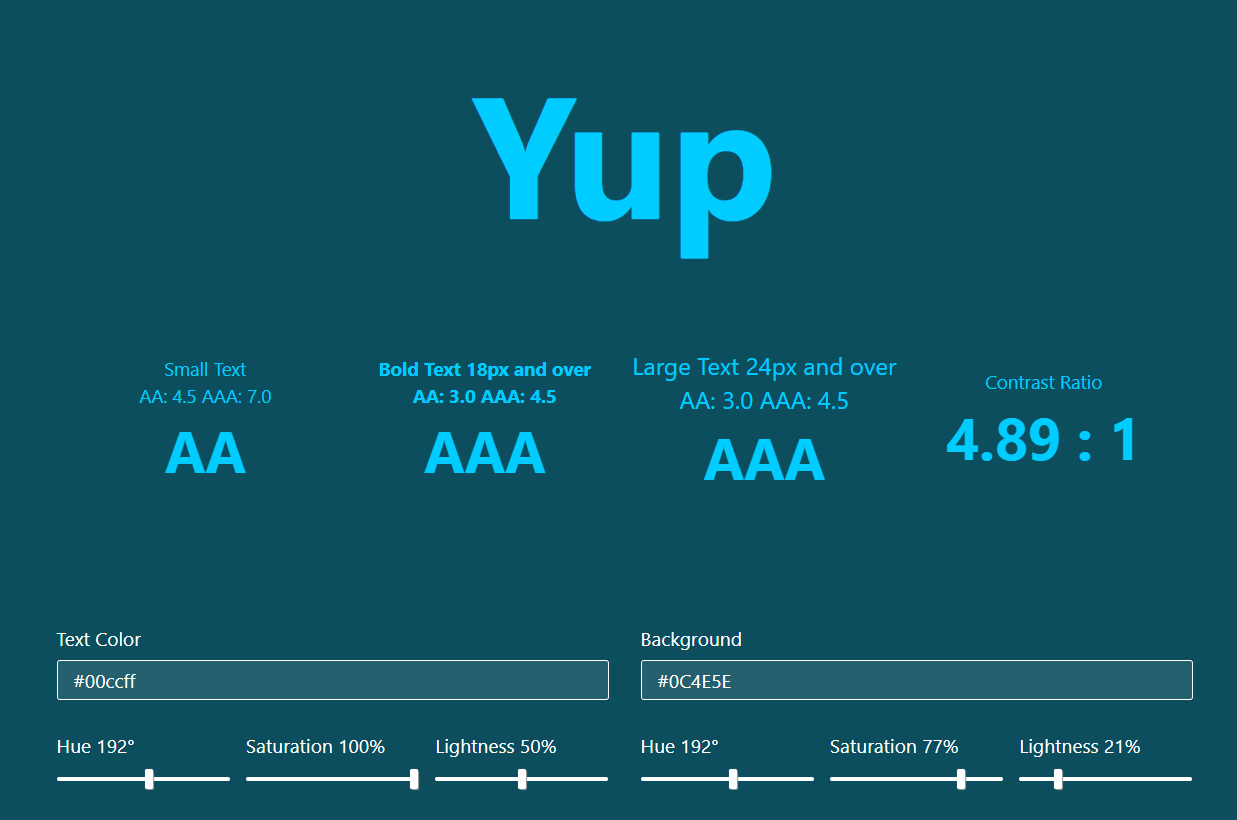 Yup
Small Text
AA: 4.5 AAA: 7.0
AA
Bold Text 18px and over
AA: 3.0 AAA: 4.5
AAA
Large Text 24px and over
AA: 3.0 AAA: 4.5
AAA
Contrast Ratio
4.89 : 1
Text Color
#00ccff
Hue 192°
Saturation 100%
Lightness 50%
Background
#0C4E5E
Hue 192°
Saturation 77%
Lightness 21%